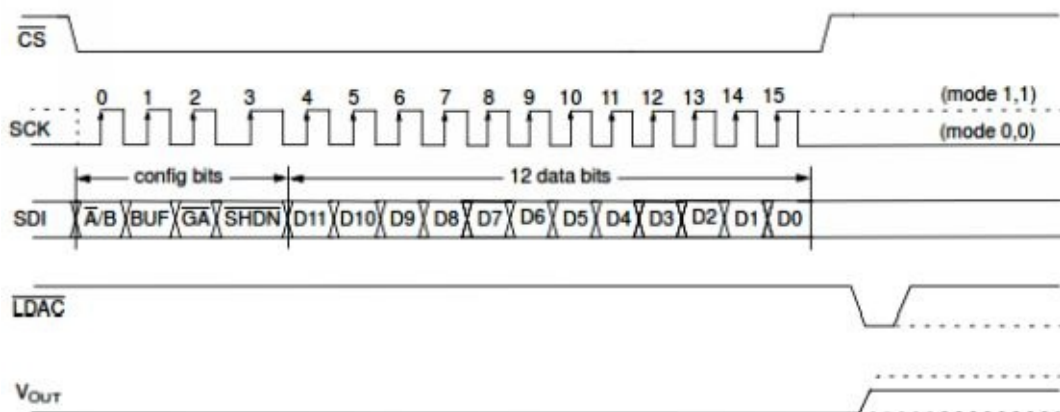 CS
0 1 2 3 4 5 6 7 8 9 10 11 12 13 14 15 (mode 1,1)
SCK (mode 0,0)
config bits 12 data bits
SDI A/B BUF GA SHDN D11 D10 D9 D8 D7 D6 D5 D4 D3 D2 D1 D0
LDAC
VOUT